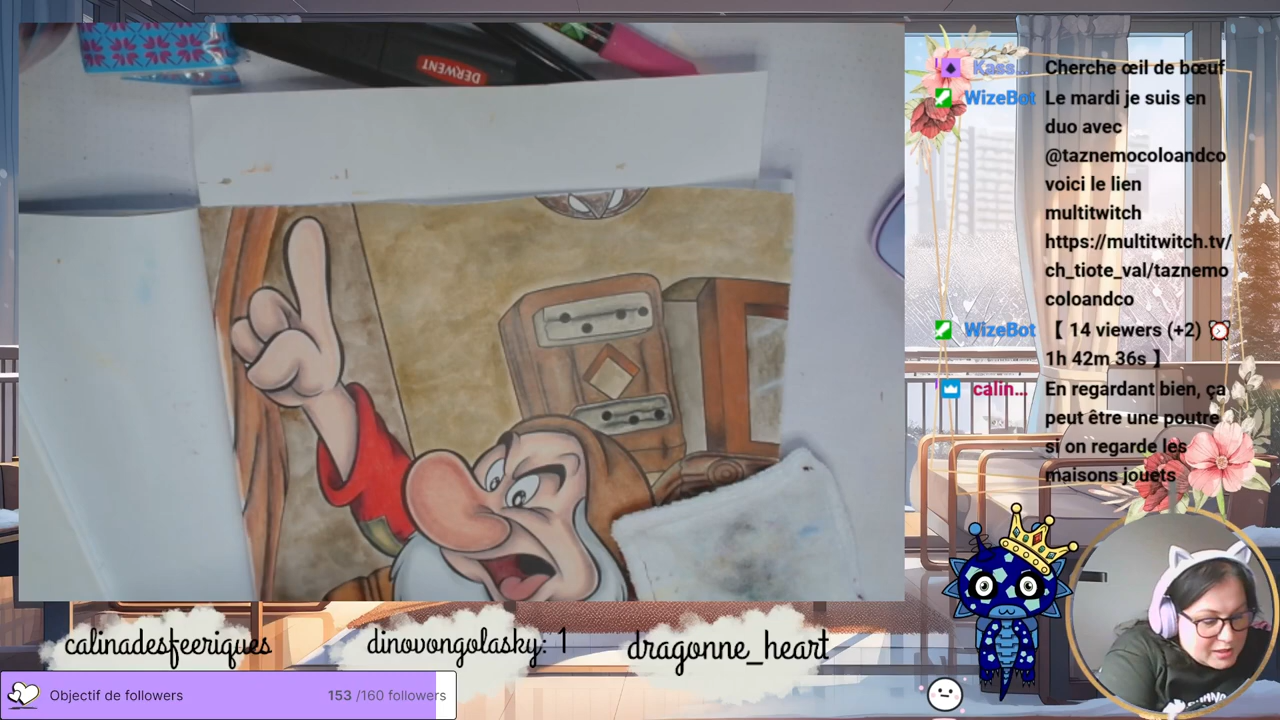 DERWENT
Kass... Cherche œil de bœuf
WizeBot Le mardi je suis en
duo avec
@taznemocoloandco
voici le lien
multitwitch
https://multitwitch.tv/
ch_tiote_val/taznemo
coloandco
WizeBot 【 14 viewers (+2) ⏰
1h 42m 36s 】
calin... En regardant bien, ça
peut être une poutre
si on regarde les
maisons jouets
calinadesfeeriques
dinovongolasky: 1
dragonne_heart
Objectif de followers 153 /160 followers